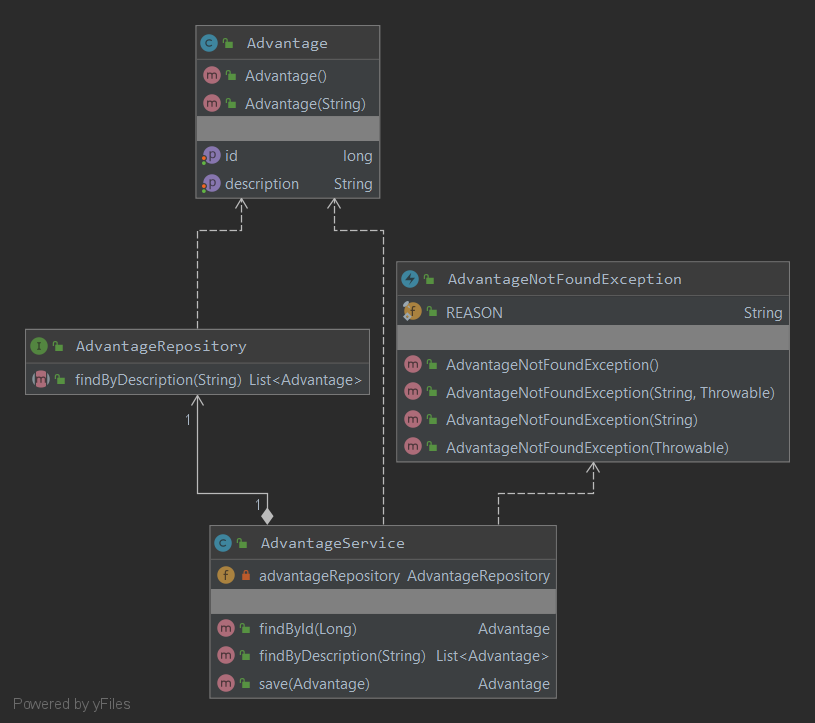 Advantage
Advantage()
Advantage(String)
id long
description String
AdvantageNotFoundException
REASON String
AdvantageNotFoundException()
AdvantageNotFoundException(String, Throwable)
AdvantageNotFoundException(String)
AdvantageNotFoundException(Throwable)
AdvantageRepository
findByDescription(String) List<Advantage>
1
1
AdvantageService
advantageRepository AdvantageRepository
findById(Long) Advantage
findByDescription(String) List<Advantage>
save(Advantage) Advantage
Powered by yFiles